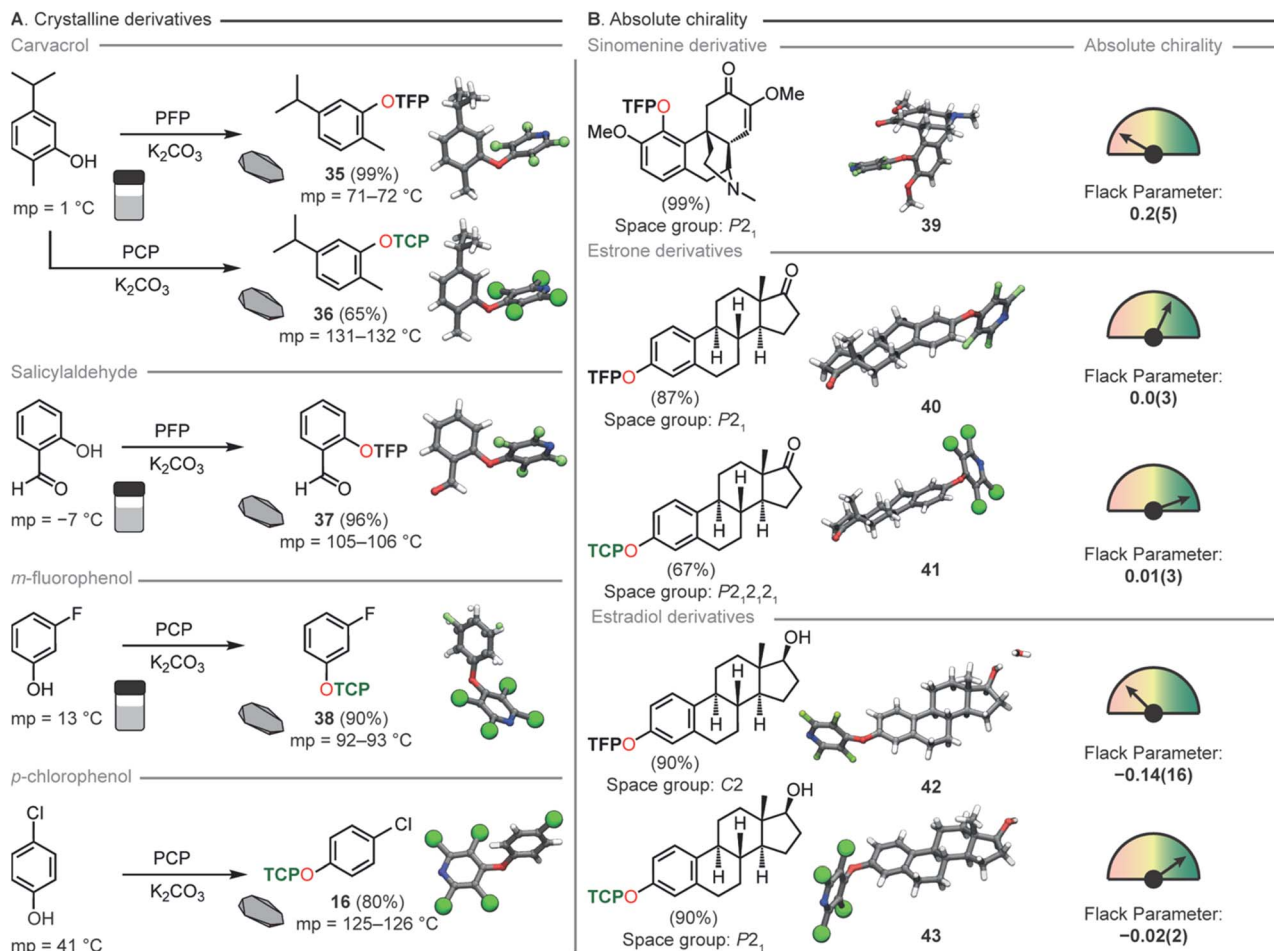 A. Crystalline derivatives
Carvacrol
OH
mp = 1 °C
PFP
K₂CO₃
OTFP
35 (99%)
mp = 71–72 °C
PCP
K₂CO₃
OTCP
36 (65%)
mp = 131–132 °C
Salicylaldehyde
OH
H
O
mp = −7 °C
PFP
K₂CO₃
OTFP
H
O
37 (96%)
mp = 105–106 °C
m-fluorophenol
F
OH
mp = 13 °C
PCP
K₂CO₃
F
OTCP
38 (90%)
mp = 92–93 °C
p-chlorophenol
Cl
OH
mp = 41 °C
PCP
K₂CO₃
Cl
TCPO
16 (80%)
mp = 125–126 °C
B. Absolute chirality
Sinomenine derivative
Absolute chirality
O
OMe
TFPO
MeO
N
(99%)
Space group: P2₁
39
Flack Parameter:
0.2(5)
Estrone derivatives
O
H
H
H
TFPO
(87%)
Space group: P2₁
40
Flack Parameter:
0.0(3)
O
H
H
H
TCPO
(67%)
Space group: P2₁2₁2₁
41
Flack Parameter:
0.01(3)
Estradiol derivatives
OH
H
H
H
TFPO
(90%)
Space group: C2
42
Flack Parameter:
−0.14(16)
OH
H
H
H
TCPO
(90%)
Space group: P2₁
43
Flack Parameter:
−0.02(2)